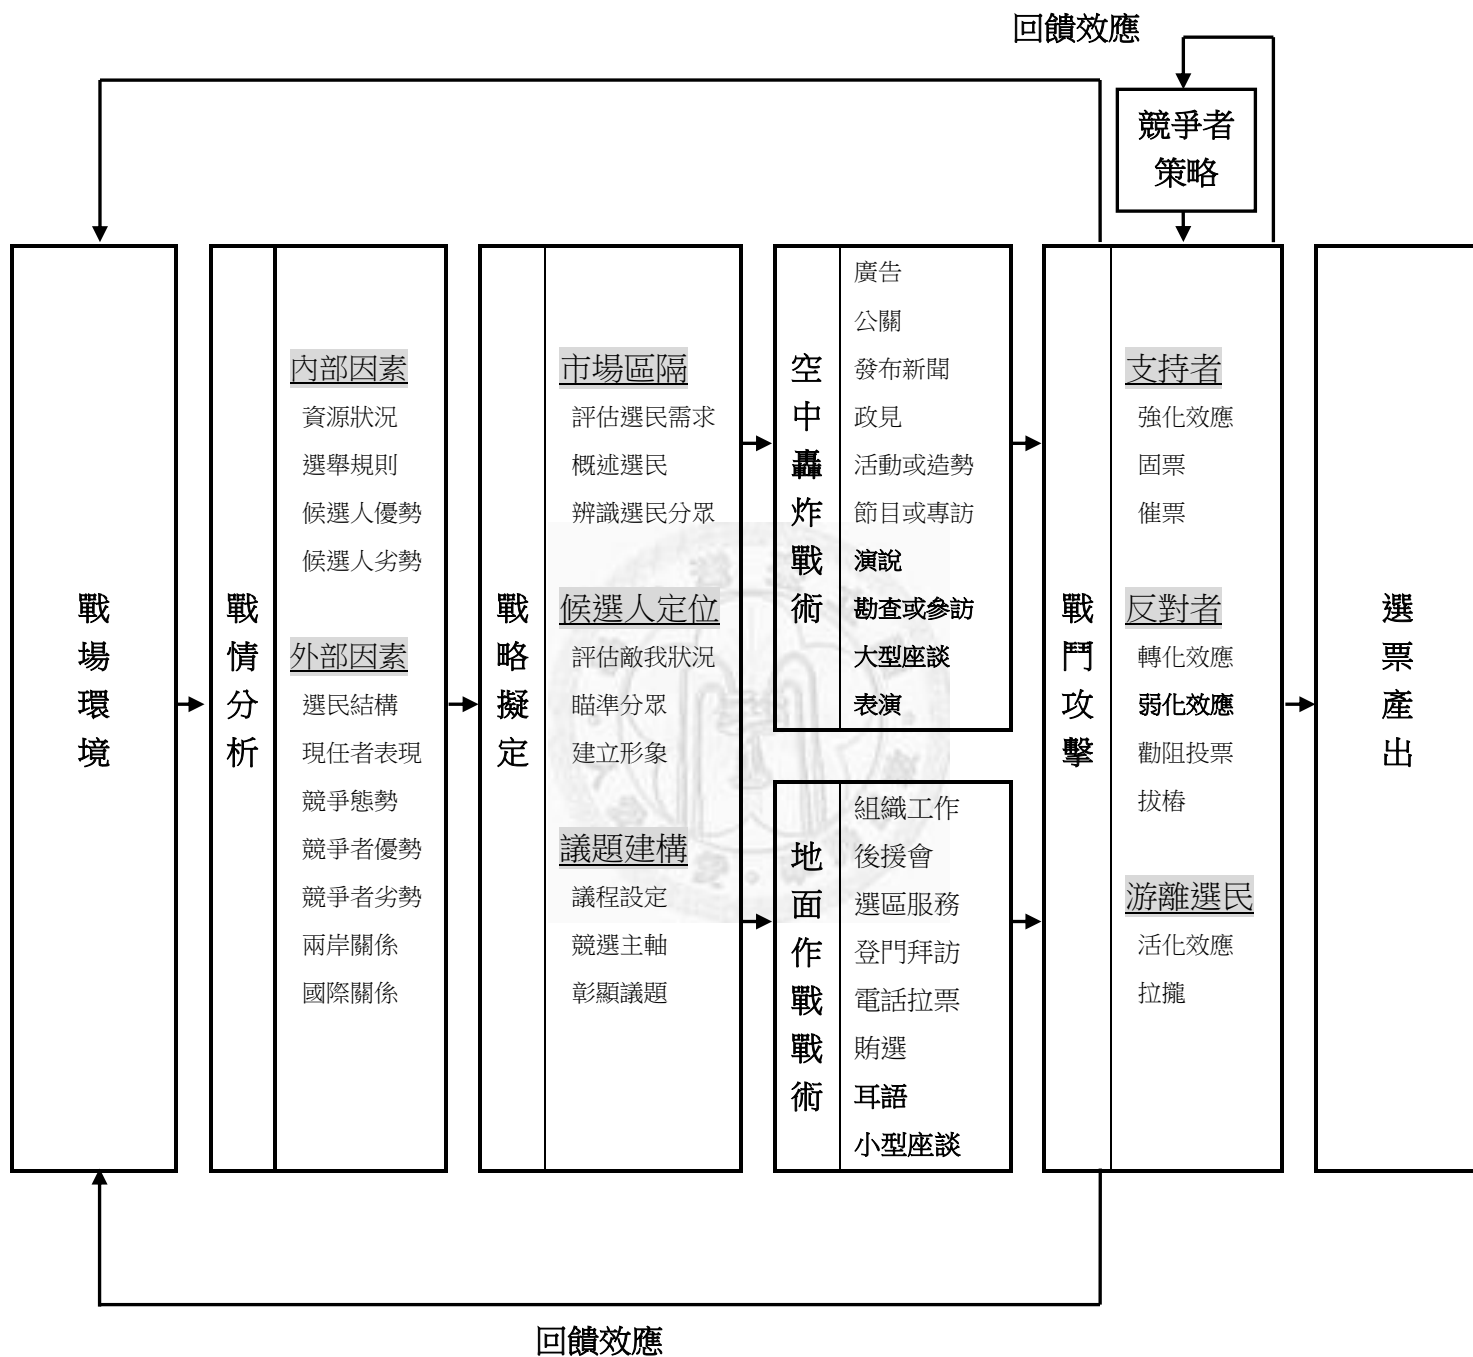 回饋效應
競爭者
策略
戰場環境
戰情分析
內部因素
資源狀況
選舉規則
候選人優勢
候選人劣勢
外部因素
選民結構
現任者表現
競爭態勢
競爭者優勢
競爭者劣勢
兩岸關係
國際關係
戰略擬定
市場區隔
評估選民需求
概述選民
辨識選民分眾
候選人定位
評估敵我狀況
瞄準分眾
建立形象
議題建構
議程設定
競選主軸
彰顯議題
空中轟炸戰術
廣告
公關
發布新聞
政見
活動或造勢
節目或專訪
演說
勘查或參訪
大型座談
表演
地面作戰戰術
組織工作
後援會
選區服務
登門拜訪
電話拉票
賄選
耳語
小型座談
戰鬥攻擊
支持者
強化效應
固票
催票
反對者
轉化效應
弱化效應
勸阻投票
拔樁
游離選民
活化效應
拉攏
選票產出
回饋效應